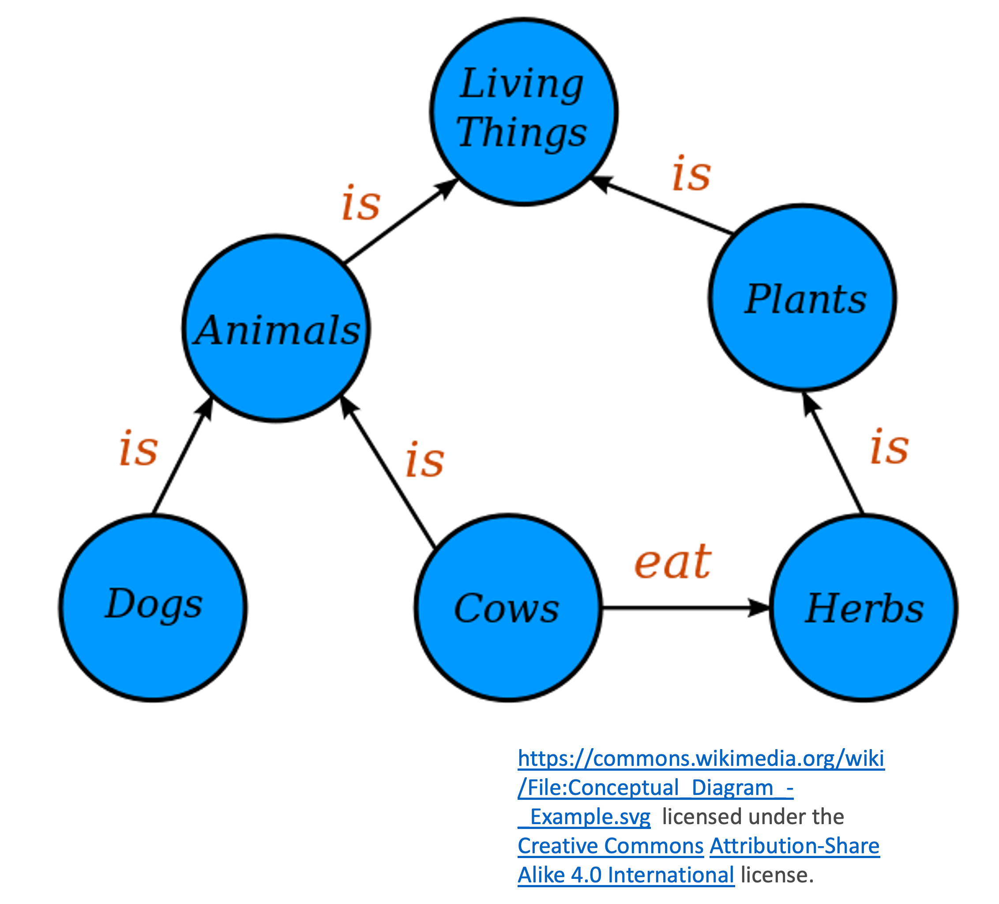 Living
Things
is
is
Animals
Plants
is
is
is
eat
Dogs
Cows
Herbs
https://commons.wikimedia.org/wiki
/File:Conceptual_Diagram_-
_Example.svg licensed under the
Creative Commons Attribution-Share
Alike 4.0 International license.